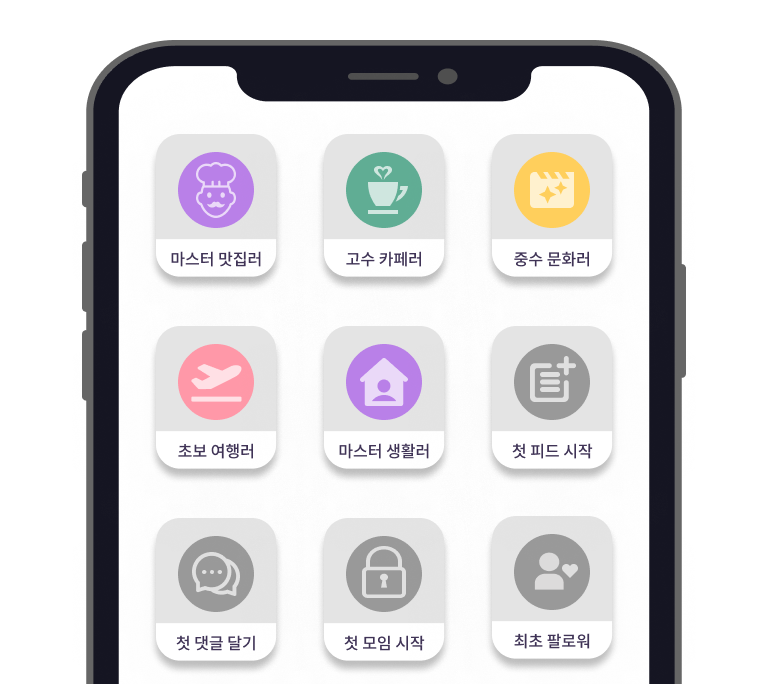 마스터 맛집러
고수 카페러
중수 문화러
초보 여행러
마스터 생활러
첫 피드 시작
첫 댓글 달기
첫 모임 시작
최초 팔로워